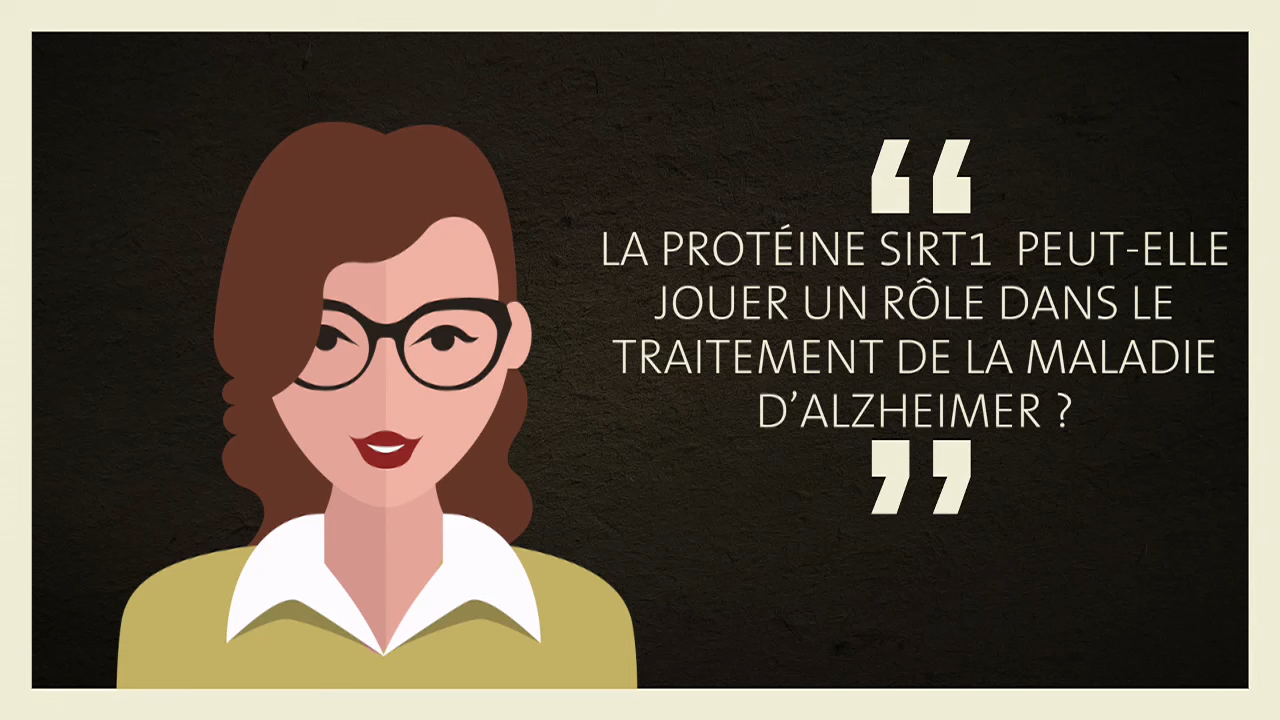 “
LA PROTÉINE SIRT1 PEUT-ELLE
JOUER UN RÔLE DANS LE
TRAITEMENT DE LA MALADIE
D’ALZHEIMER ?
”